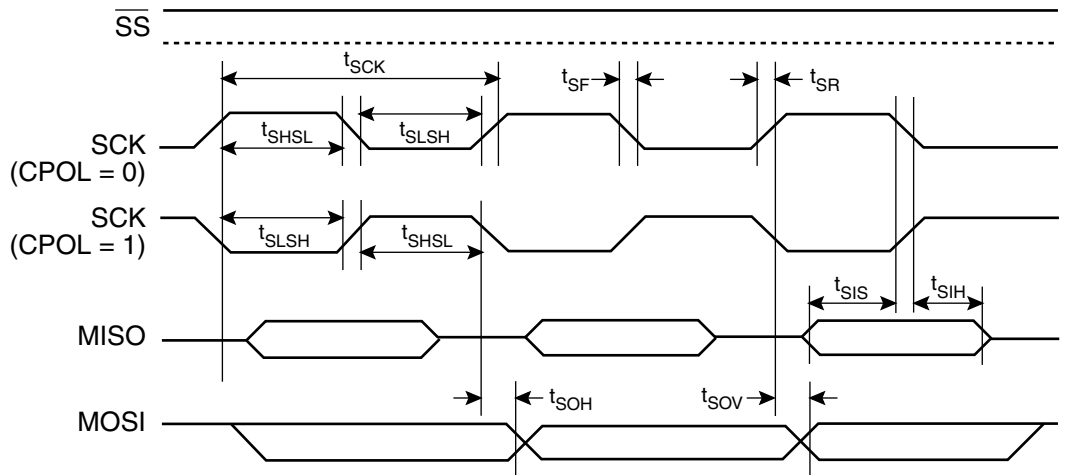 SS
tSCK
tSF
tSR
SCK
(CPOL = 0)
tSHSL
tSLSH
SCK
(CPOL = 1)
tSLSH
tSHSL
tSIS
tSIH
MISO
tSOH
tSOV
MOSI